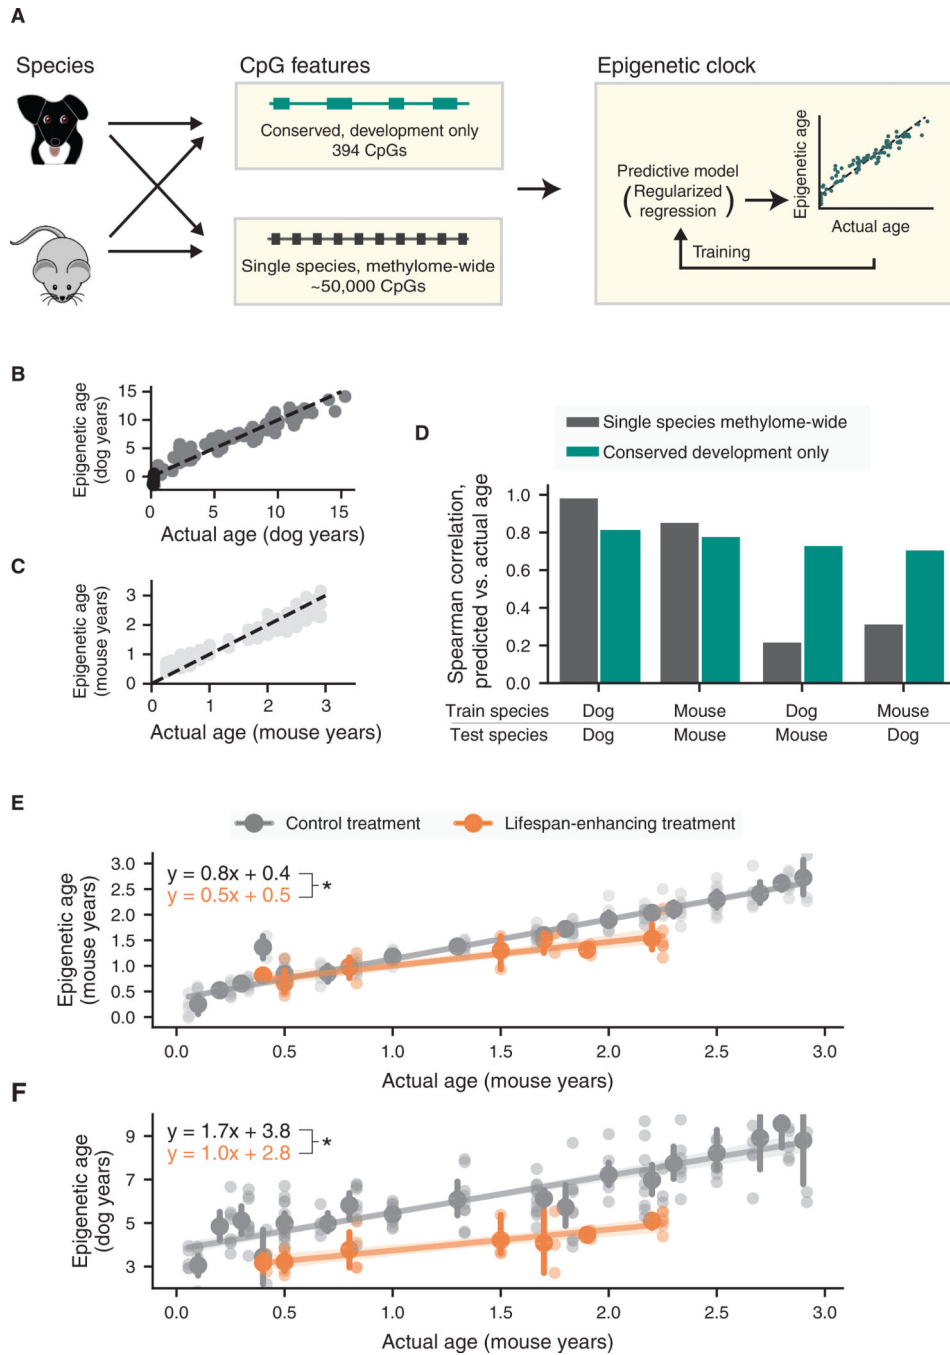 A
Species
CpG features
Epigenetic clock
Conserved, development only
394 CpGs
Single species, methylome-wide
~50,000 CpGs
Predictive model
(Regularized
regression)
Training
Epigenetic age
Actual age
B
Epigenetic age
(dog years)
15
10
5
0
0 5 10 15
Actual age (dog years)
C
Epigenetic age
(mouse years)
3
2
1
0
0 1 2 3
Actual age (mouse years)
D
Single species methylome-wide
Conserved development only
Spearman correlation,
predicted vs. actual age
1.0
0.8
0.6
0.4
0.2
0.0
Train species Dog Mouse Dog Mouse
Test species Dog Mouse Mouse Dog
E
Control treatment
Lifespan-enhancing treatment
y = 0.8x + 0.4
y = 0.5x + 0.5
*
Epigenetic age
(mouse years)
3.0
2.5
2.0
1.5
1.0
0.5
0.0
0.0 0.5 1.0 1.5 2.0 2.5 3.0
Actual age (mouse years)
F
y = 1.7x + 3.8
y = 1.0x + 2.8
*
Epigenetic age
(dog years)
9
7
5
3
0.0 0.5 1.0 1.5 2.0 2.5 3.0
Actual age (mouse years)